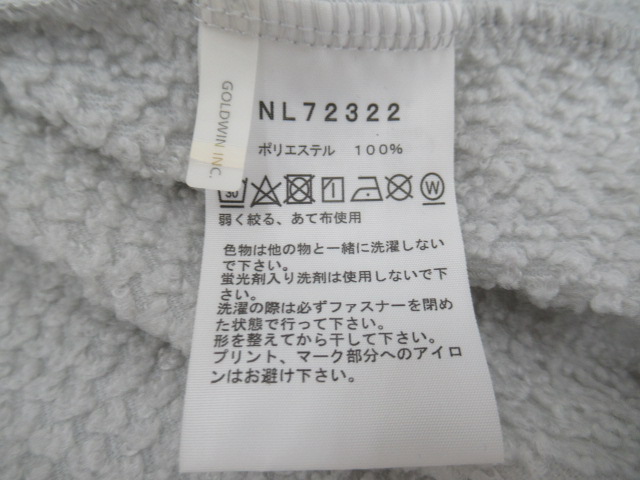 GOLDWIN INC.
NL72322
ポリエステル 100%
30
W
弱く絞る、あて布使用
色物は他の物と一緒に洗濯しない
で下さい。
蛍光剤入り洗剤は使用しないで下
さい。
洗濯の際は必ずファスナーを閉め
た状態で行って下さい。
形を整えてから干して下さい。
プリント、マーク部分へのアイロ
ンはお避け下さい。